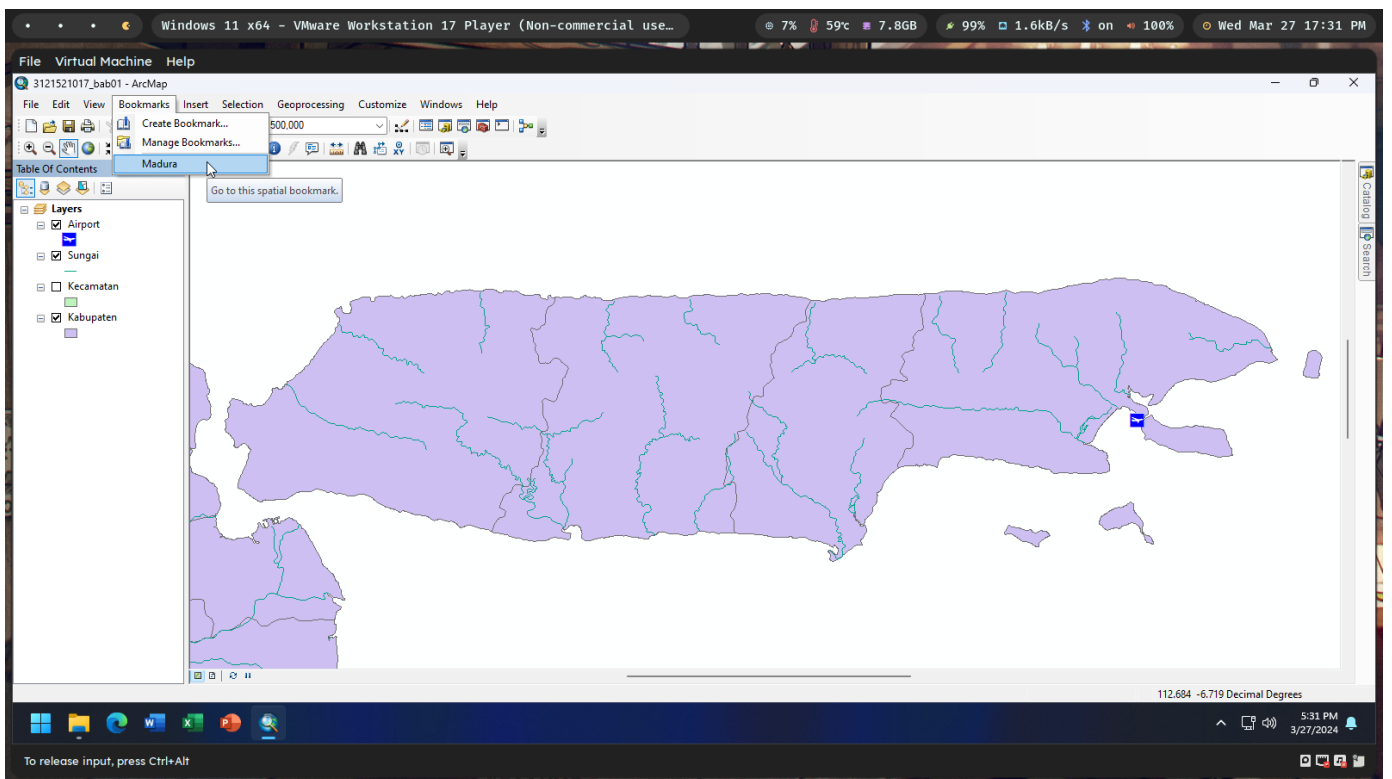 Windows 11 x64 - VMware Workstation 17 Player (Non-commercial use…
7% 59°c 7.8GB
99% 1.6kB/s on 100%
Wed Mar 27 17:31 PM
File Virtual Machine Help
3121521017_bab01 - ArcMap
File Edit View Bookmarks Insert Selection Geoprocessing Customize Windows Help
Create Bookmark...
500,000
Manage Bookmarks...
Madura
Go to this spatial bookmark.
Table Of Contents
Layers
Airport
Sungai
Kecamatan
Kabupaten
Catalog
Search
112.684 -6.719 Decimal Degrees
5:31 PM
3/27/2024
To release input, press Ctrl+Alt